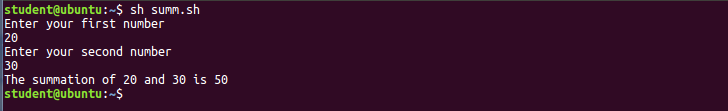 student@ubuntu:~$ sh summ.sh
Enter your first number
20
Enter your second number
30
The summation of 20 and 30 is 50
student@ubuntu:~$